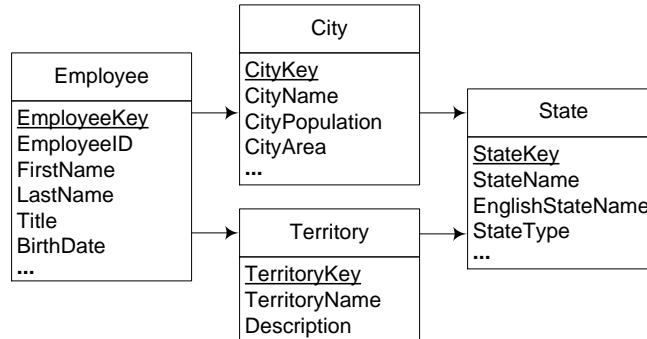 Employee
EmployeeKey
EmployeeID
FirstName
LastName
Title
BirthDate
...
City
CityKey
CityName
CityPopulation
CityArea
...
Territory
TerritoryKey
TerritoryName
Description
State
StateKey
StateName
EnglishStateName
StateType
...